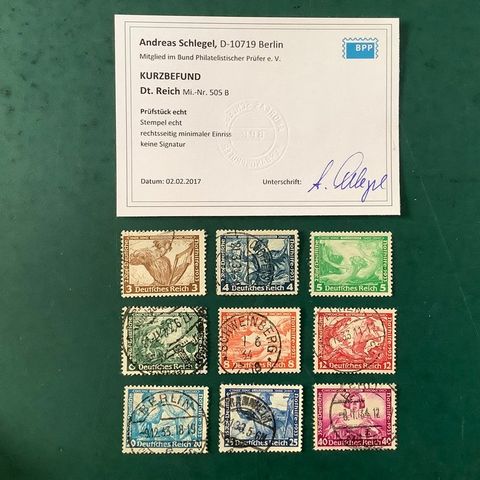 Andreas Schlegel, D-10719 Berlin
Mitglied im Bund Philatelistischer Prüfer e. V.
BPP
KURZBEFUND
Dt. Reich Mi.-Nr. 505 B
Prüfstück echt
Stempel echt
rechtsseitig minimaler Einriss
keine Signatur
Datum: 02.02.2017
Unterschrift:
3 Deutsches Reich 3
4 Deutsches Reich 4
5 Deutsches Reich 5
6 Deutsches Reich
8 Deutsches Reich 8
12 Deutsches Reich 12
BERLIN
Deutsches Reich 20
25 Deutsches Reich 25
40 Deutsches Reich 40